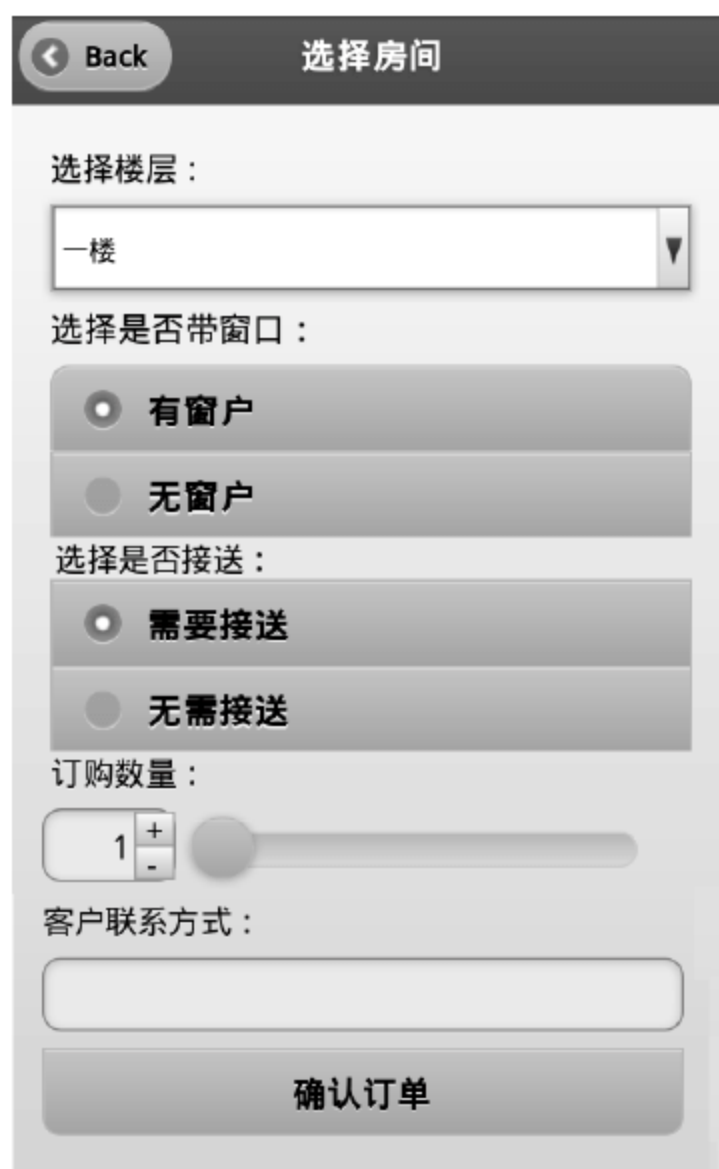 Back 选择房间
选择楼层：
一楼
选择是否带窗口：
有窗户
无窗户
选择是否接送：
需要接送
无需接送
订购数量：
1 + -
客户联系方式：
确认订单